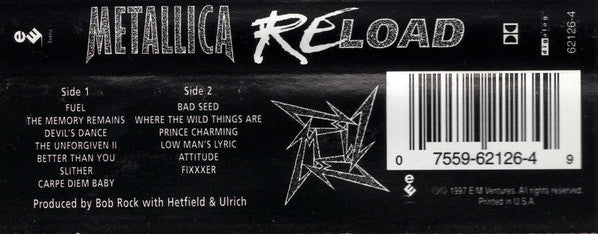 METALLICA RELOAD
62126-4
Side 1
FUEL
THE MEMORY REMAINS
DEVIL'S DANCE
THE UNFORGIVEN II
BETTER THAN YOU
SLITHER
CARPE DIEM BABY
Side 2
BAD SEED
WHERE THE WILD THINGS ARE
PRINCE CHARMING
LOW MAN'S LYRIC
ATTITUDE
FIXXXER
Produced by Bob Rock with Hetfield & Ulrich
0 7559-62126-4 9
℗© 1997 E/M Ventures. All rights reserved.
Printed in U.S.A.